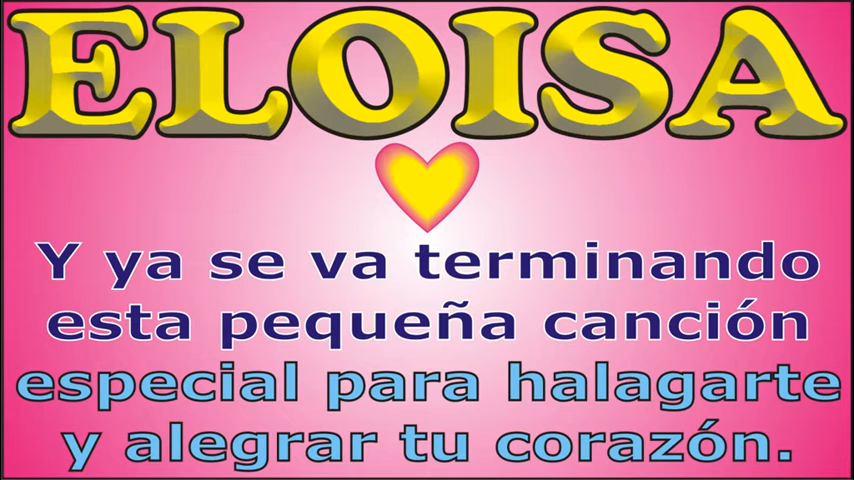 ELOISA
Y ya se va terminando
esta pequeña canción
especial para halagarte
y alegrar tu corazón.